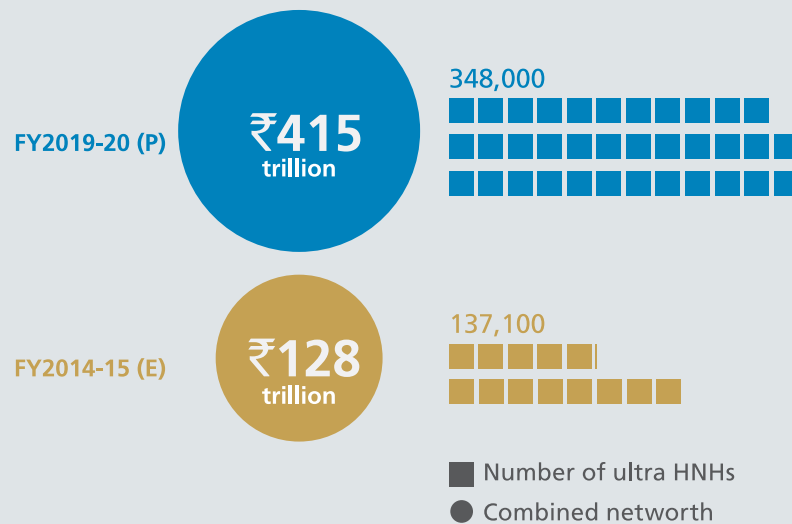 348,000
FY2019-20 (P)
₹415
trillion
137,100
FY2014-15 (E)
₹128
trillion
Number of ultra HNHs
Combined networth